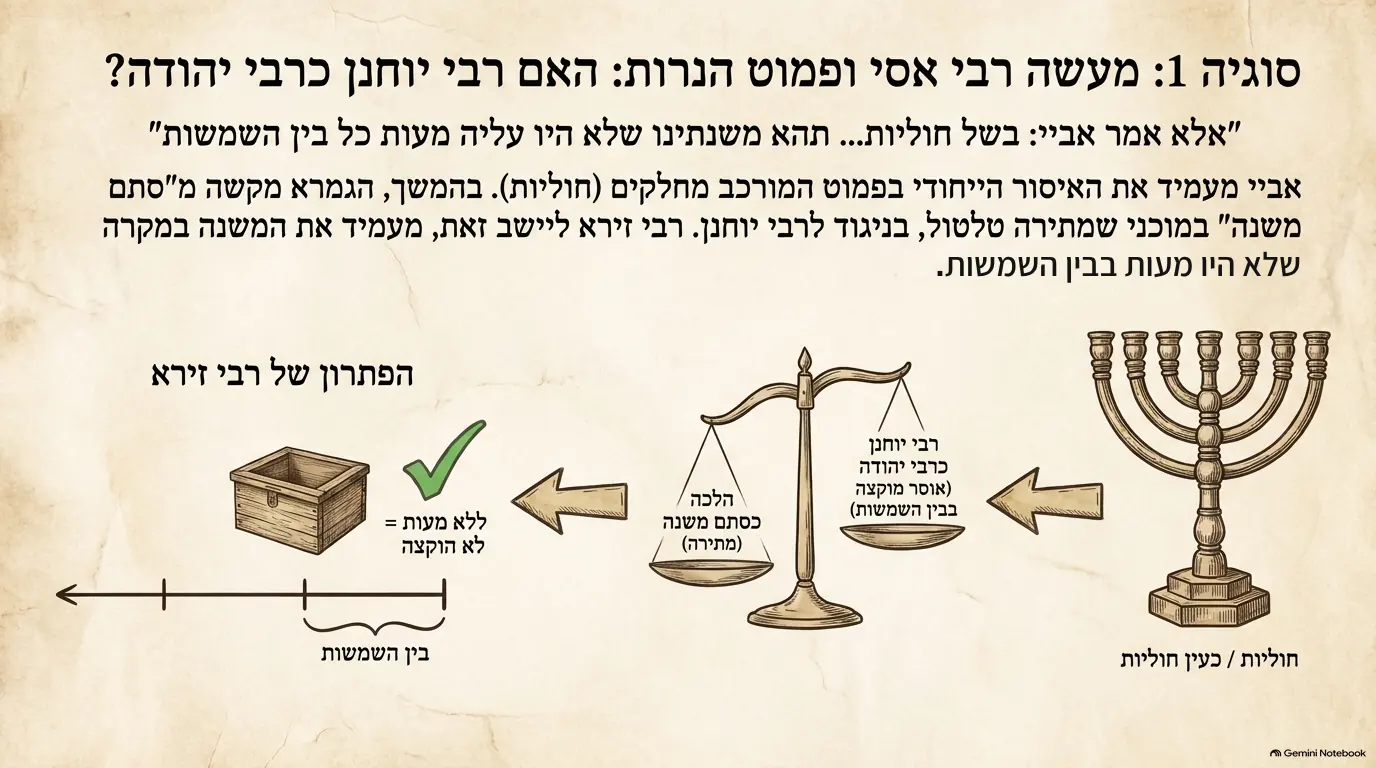 סוגיה 1: מעשה רבי אסי ופמוט הנרות: האם רבי יוחנן כרבי יהודה?
"אלא אמר אביי: בשל חוליות... תהא משנתינו שלא היו עליה מעות כל בין השמשות"
אביי מעמיד את האיסור הייחודי בפמוט המורכב מחלקים (חוליות). בהמשך, הגמרא מקשה מ"סתם
משנה" במוכני שמתירה טלטול, בניגוד לרבי יוחנן. רבי זירא ליישב זאת, מעמיד את המשנה במקרה
שלא היו מעות בבין השמשות.
חוליות / כעין חוליות
רבי יוחנן
כרבי יהודה
(אוסר מוקצה
בבין השמשות)
הלכה
כסתם משנה
(מתירה)
הפתרון של רבי זירא
ללא מעות =
לא הוקצה
בין השמשות
Gemini Notebook